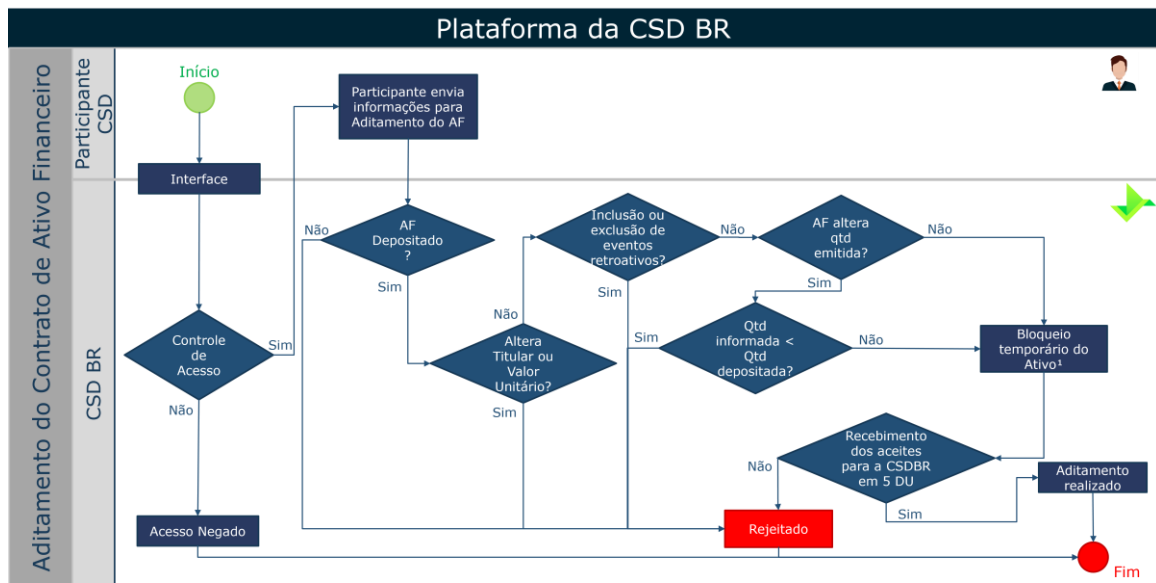 Plataforma da CSD BR
Aditamento do Contrato de Ativo Financeiro
Participante
CSD
CSD BR
Início
Interface
Participante envia
informações para
Aditamento do AF
AF
Depositado
?
Não
Sim
Inclusão ou
exclusão de
eventos
retroativos?
Não
Sim
AF altera
qtd
emitida?
Não
Sim
Controle
de
Acesso
Sim
Não
Altera
Titular ou
Valor
Unitário?
Não
Sim
Qtd
informada <
Qtd
depositada?
Sim
Não
Bloqueio
temporário do
Ativo¹
Recebimento
dos aceites
para a CSDBR
em 5 DU
Não
Sim
Aditamento
realizado
Acesso Negado
Rejeitado
Fim